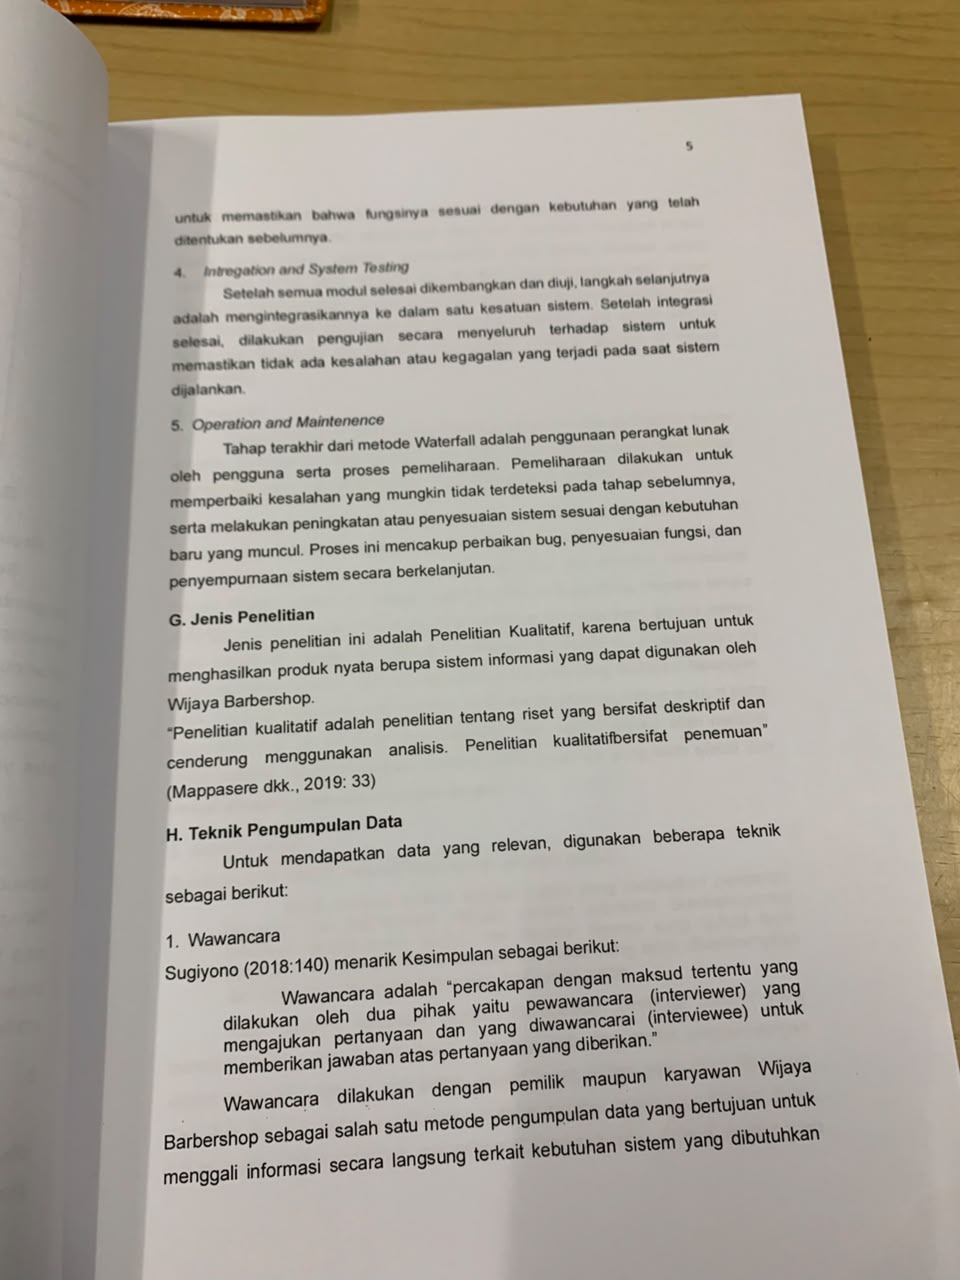 5
untuk memastikan bahwa fungsinya sesuai dengan kebutuhan yang telah
ditentukan sebelumnya.
4. Intregation and System Testing
Setelah semua modul selesai dikembangkan dan diuji, langkah selanjutnya
adalah mengintegrasikannya ke dalam satu kesatuan sistem. Setelah integrasi
selesai, dilakukan pengujian secara menyeluruh terhadap sistem untuk
memastikan tidak ada kesalahan atau kegagalan yang terjadi pada saat sistem
dijalankan.
5. Operation and Maintenence
Tahap terakhir dari metode Waterfall adalah penggunaan perangkat lunak
oleh pengguna serta proses pemeliharaan. Pemeliharaan dilakukan untuk
memperbaiki kesalahan yang mungkin tidak terdeteksi pada tahap sebelumnya,
serta melakukan peningkatan atau penyesuaian sistem sesuai dengan kebutuhan
baru yang muncul. Proses ini mencakup perbaikan bug, penyesuaian fungsi, dan
penyempurnaan sistem secara berkelanjutan.
G. Jenis Penelitian
Jenis penelitian ini adalah Penelitian Kualitatif, karena bertujuan untuk
menghasilkan produk nyata berupa sistem informasi yang dapat digunakan oleh
Wijaya Barbershop.
“Penelitian kualitatif adalah penelitian tentang riset yang bersifat deskriptif dan
cenderung menggunakan analisis. Penelitian kualitatifbersifat penemuan”
(Mappasere dkk., 2019: 33)
H. Teknik Pengumpulan Data
Untuk mendapatkan data yang relevan, digunakan beberapa teknik
sebagai berikut:
1. Wawancara
Sugiyono (2018:140) menarik Kesimpulan sebagai berikut:
Wawancara adalah “percakapan dengan maksud tertentu yang
dilakukan oleh dua pihak yaitu pewawancara (interviewer) yang
mengajukan pertanyaan dan yang diwawancarai (interviewee) untuk
memberikan jawaban atas pertanyaan yang diberikan.”
Wawancara dilakukan dengan pemilik maupun karyawan Wijaya
Barbershop sebagai salah satu metode pengumpulan data yang bertujuan untuk
menggali informasi secara langsung terkait kebutuhan sistem yang dibutuhkan